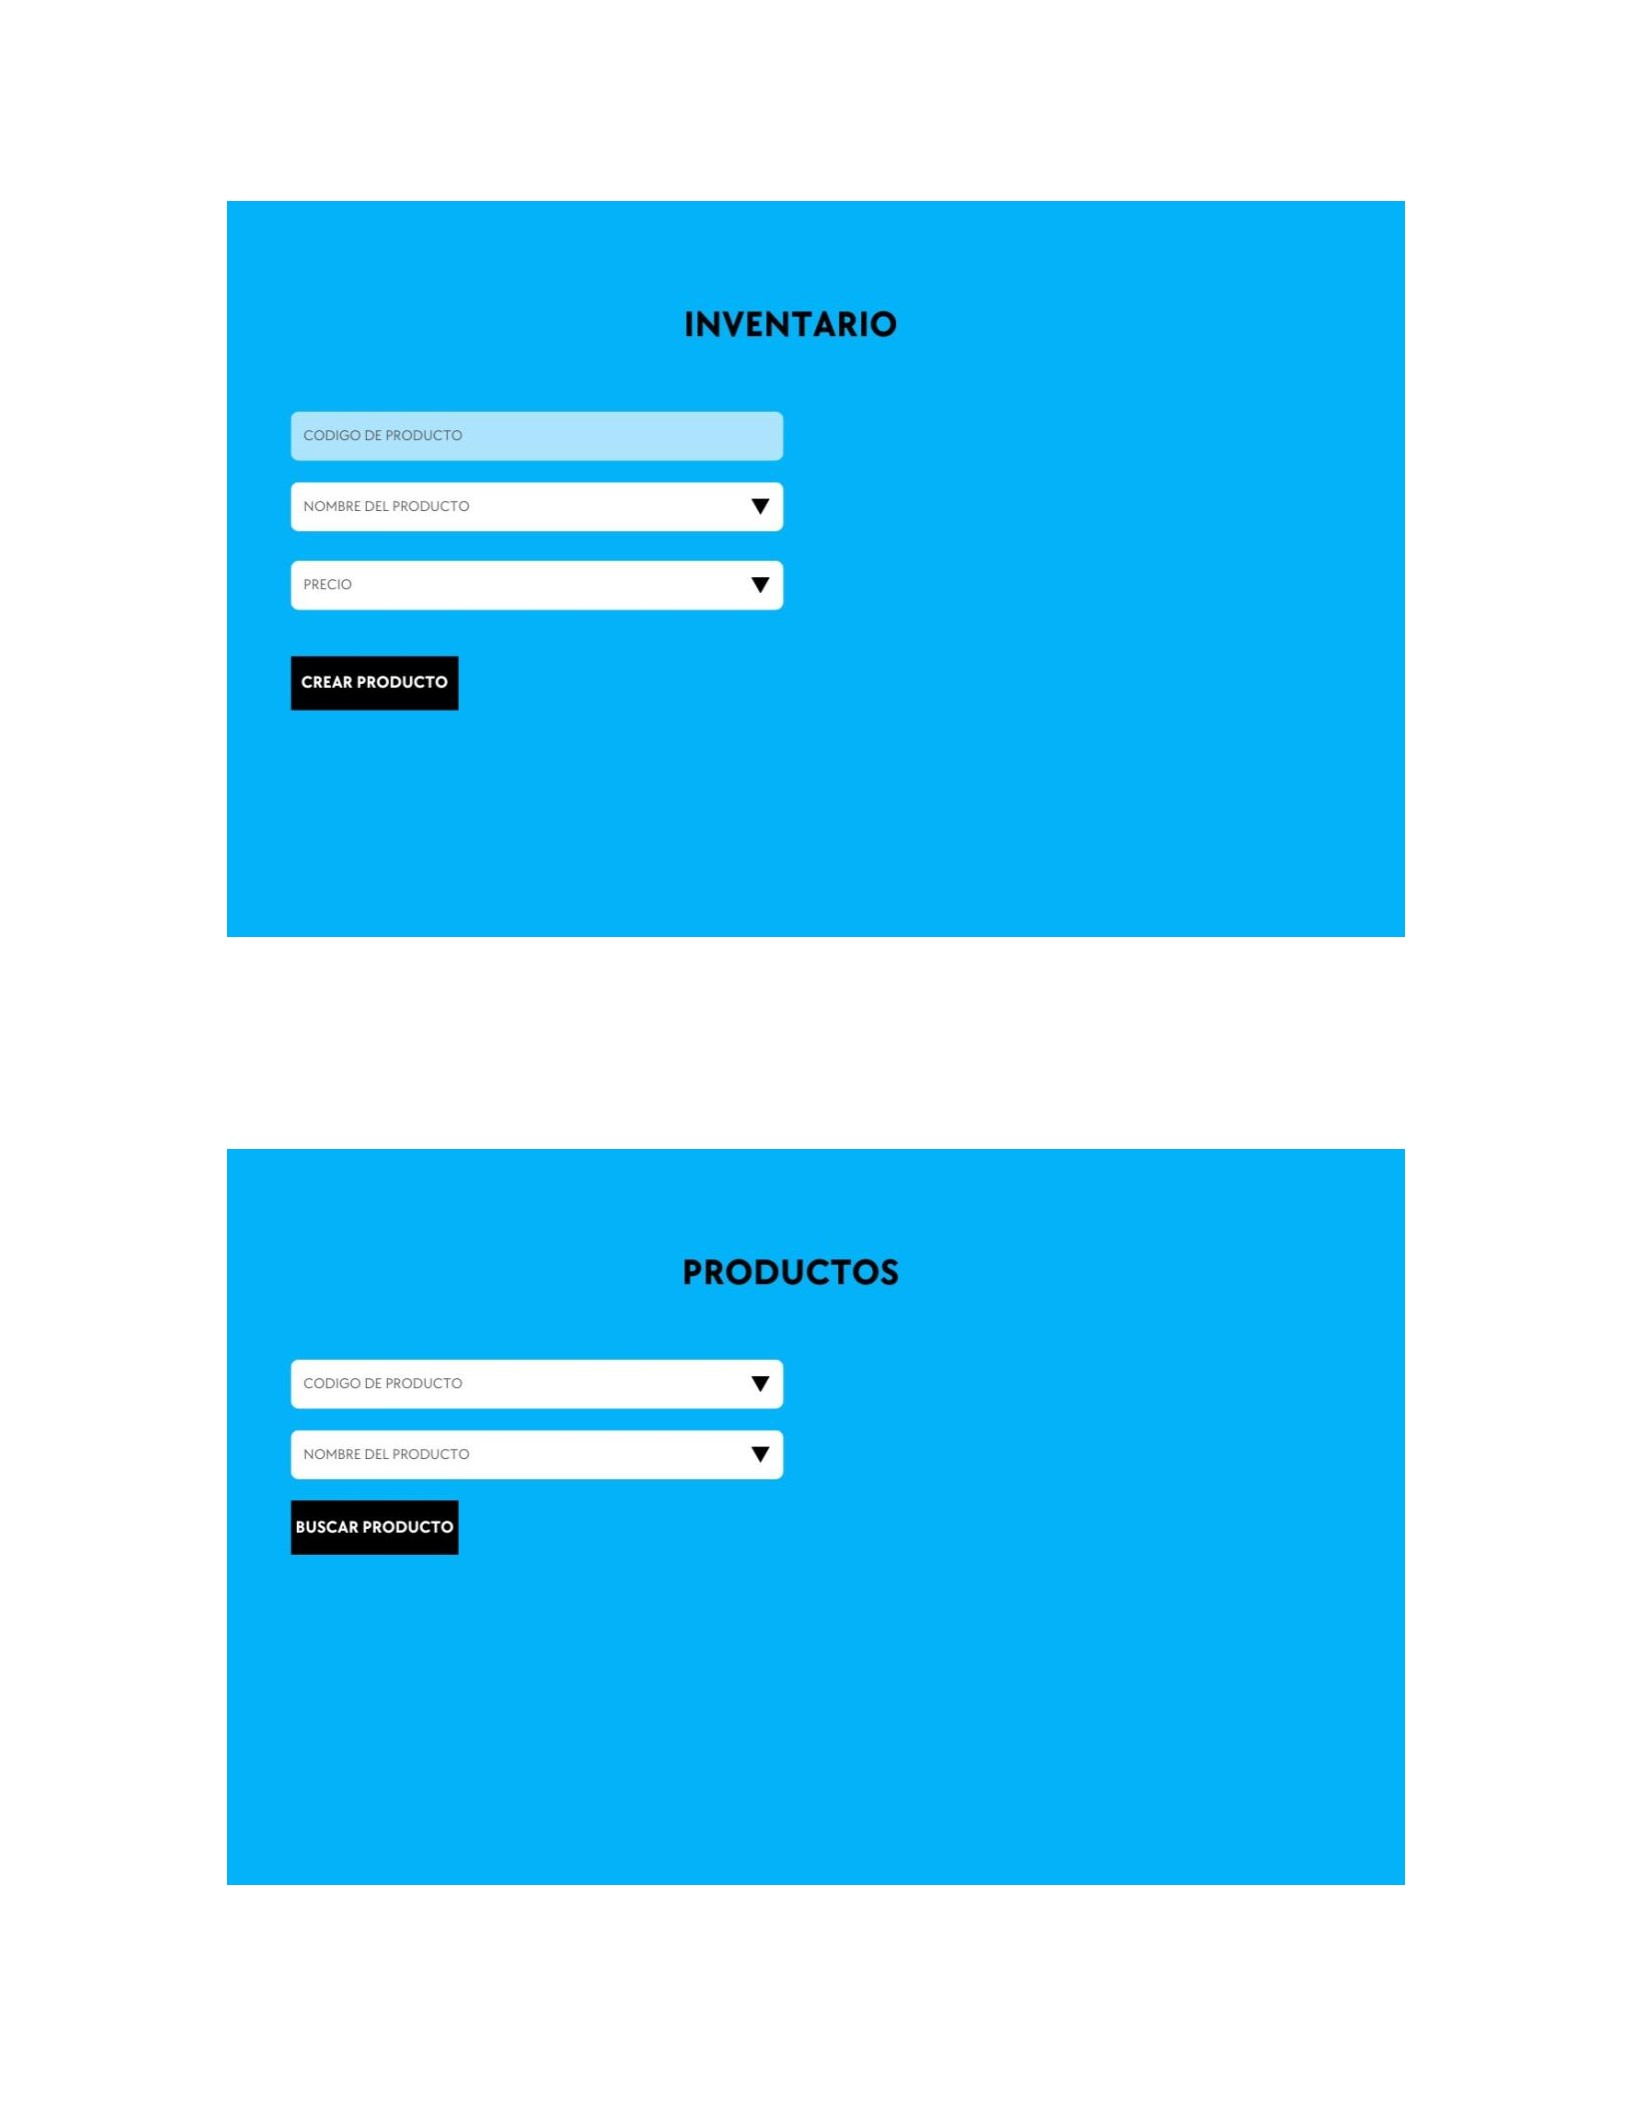 INVENTARIO
CODIGO DE PRODUCTO
NOMBRE DEL PRODUCTO
PRECIO
CREAR PRODUCTO
PRODUCTOS
CODIGO DE PRODUCTO
NOMBRE DEL PRODUCTO
BUSCAR PRODUCTO